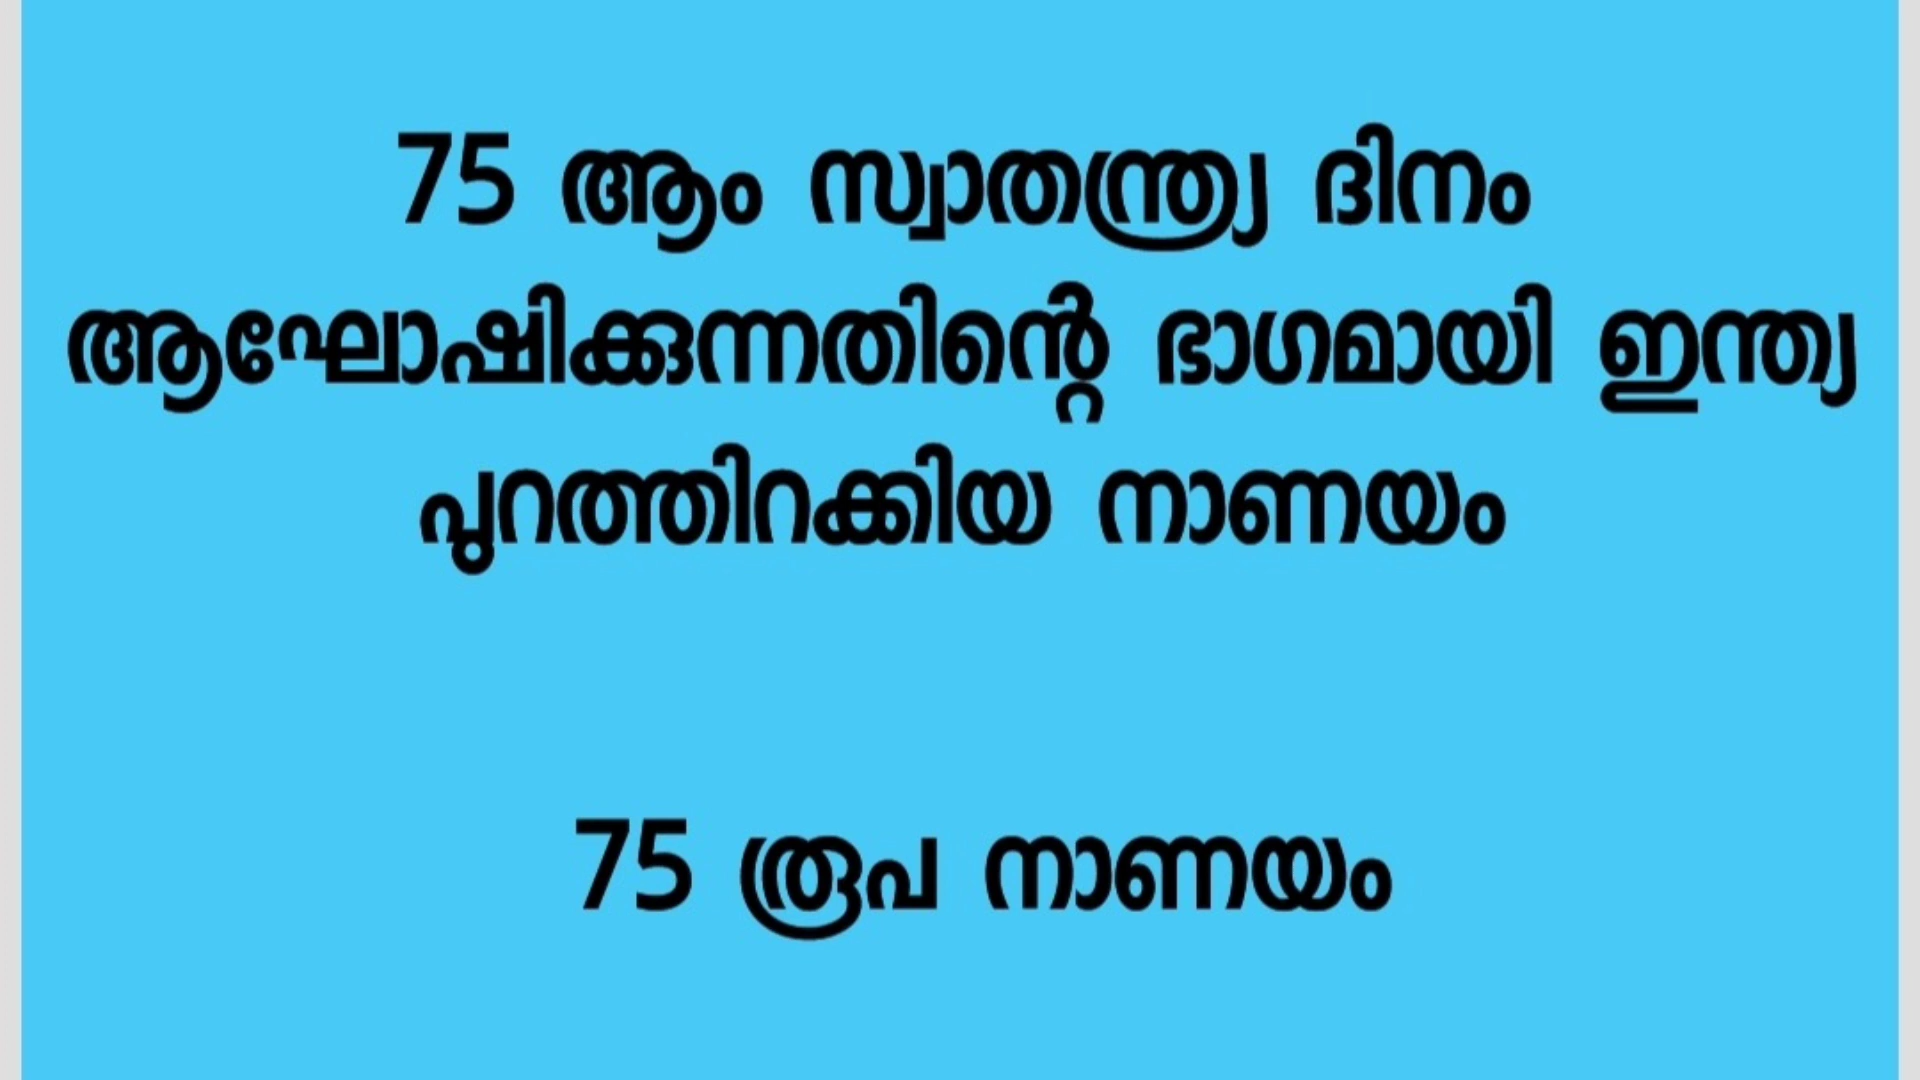 75 ആം സ്വാതന്ത്ര്യ ദിനം
ആഘോഷിക്കുന്നതിന്റെ ഭാഗമായി ഇന്ത്യ
പുറത്തിറക്കിയ നാണയം
75 രൂപ നാണയം